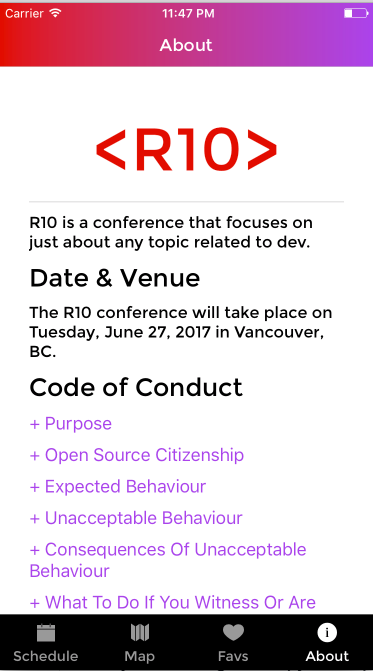 Carrier 11:47 PM
About
<R10>
R10 is a conference that focuses on
just about any topic related to dev.
Date & Venue
The R10 conference will take place on
Tuesday, June 27, 2017 in Vancouver,
BC.
Code of Conduct
+ Purpose
+ Open Source Citizenship
+ Expected Behaviour
+ Unacceptable Behaviour
+ Consequences Of Unacceptable
Behaviour
+ What To Do If You Witness Or Are
Schedule Map Favs About